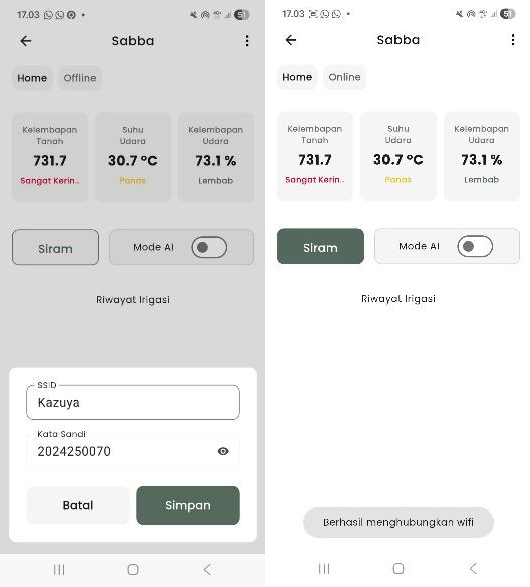 17.03
Sabba
Home Offline
Kelembapan
Tanah
731.7
Sangat Kerin..
Suhu
Udara
30.7 °C
Panas
Kelembapan
Udara
73.1 %
Lembab
Siram
Mode AI
Riwayat Irigasi
SSID
Kazuya
Kata Sandi
2024250070
Batal
Simpan
17.03
51
Sabba
Home Online
Kelembapan
Tanah
731.7
Sangat Kerin..
Suhu
Udara
30.7 °C
Panas
Kelembapan
Udara
73.1 %
Lembab
Siram
Mode AI
Riwayat Irigasi
Berhasil menghubungkan wifi